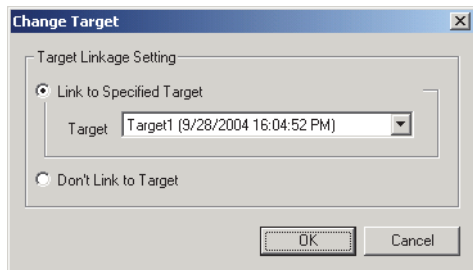 Change Target
Target Linkage Setting
Link to Specified Target
Target Target1 (9/28/2004 16:04:52 PM)
Don't Link to Target
OK Cancel